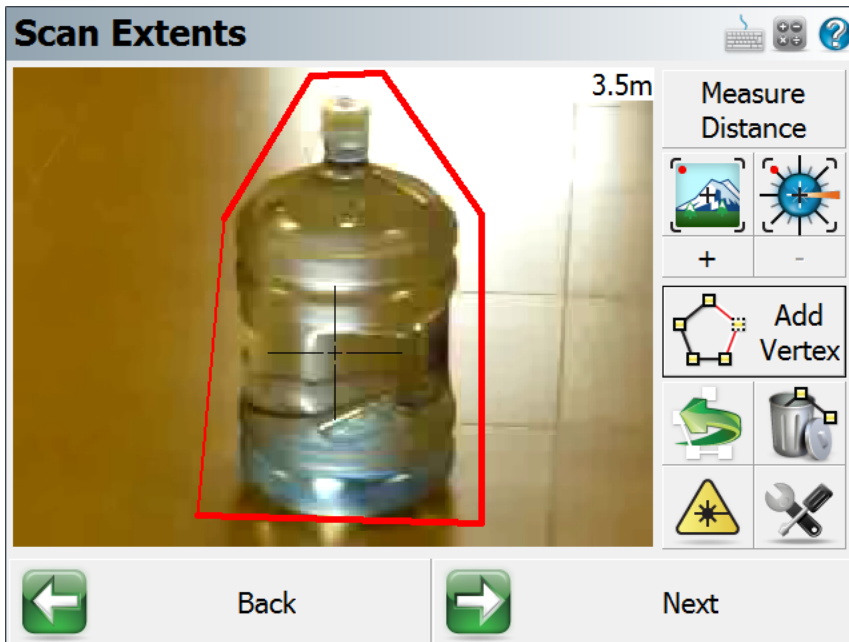 Scan Extents
3.5m
Measure
Distance
+
-
Add
Vertex
Back
Next